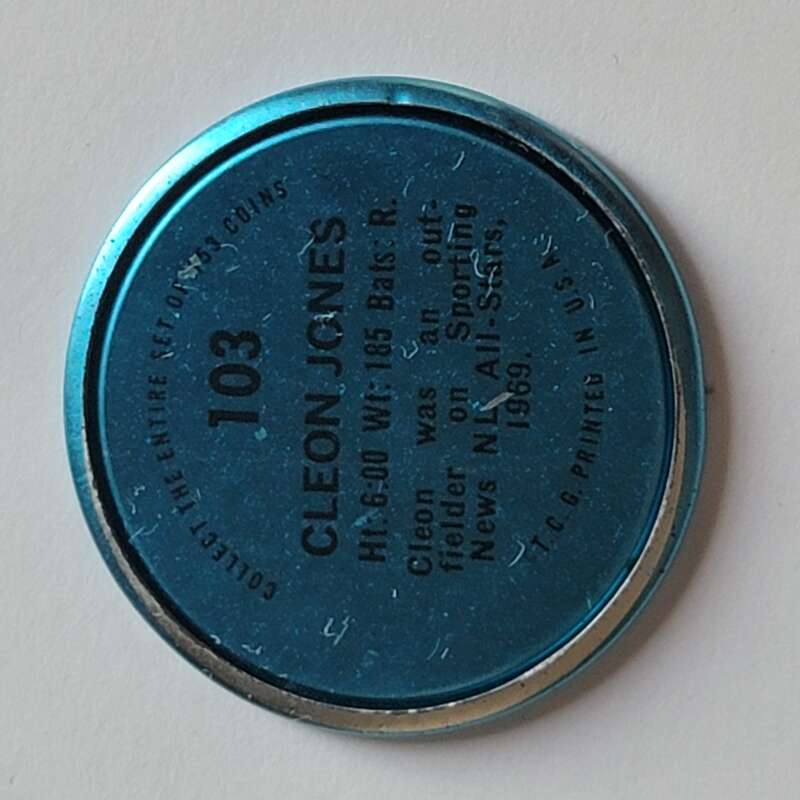 COLLECT THE ENTIRE SET OF 153 COINS
103
CLEON JONES
Ht. 6-00 Wt: 185 Bats: R.
Cleon was an out-
fielder on Sporting
News NL All-Stars,
1969.
T.C.G. PRINTED IN U.S.A.